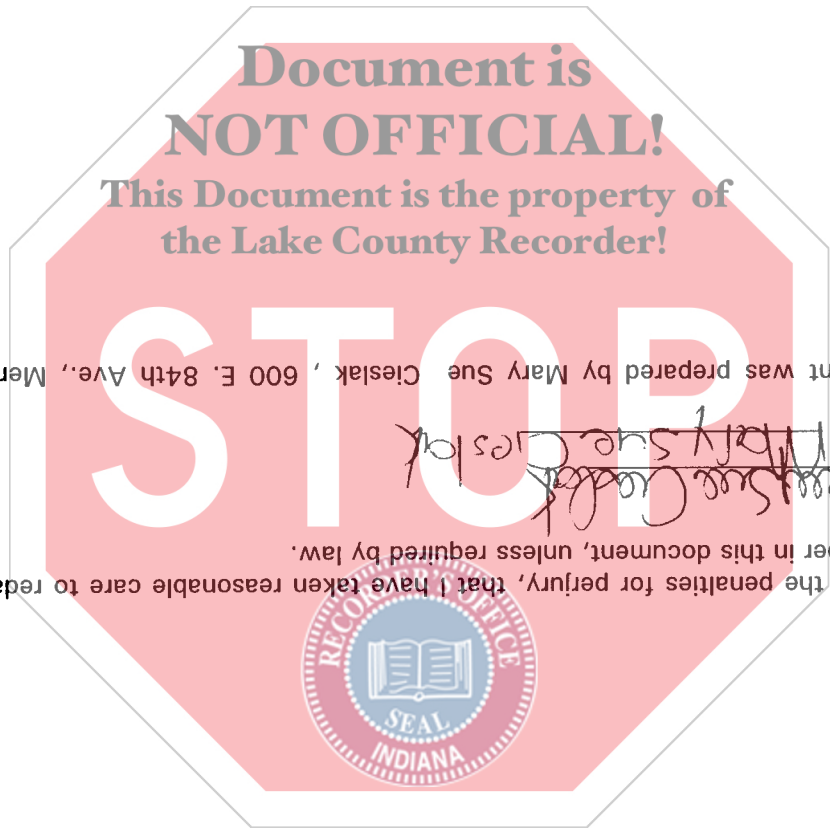 Document is
NOT OFFICIAL!
This Document is the property of
the Lake County Recorder!
STOP
the penalties for perjury, that I have taken reasonable care to
in this document, unless required by law.
Mary Sue Cieslak
was prepared by Mary Sue Cieslak , 600 E. 84th Ave.,
RECORDER'S OFFICE
SEAL
INDIANA